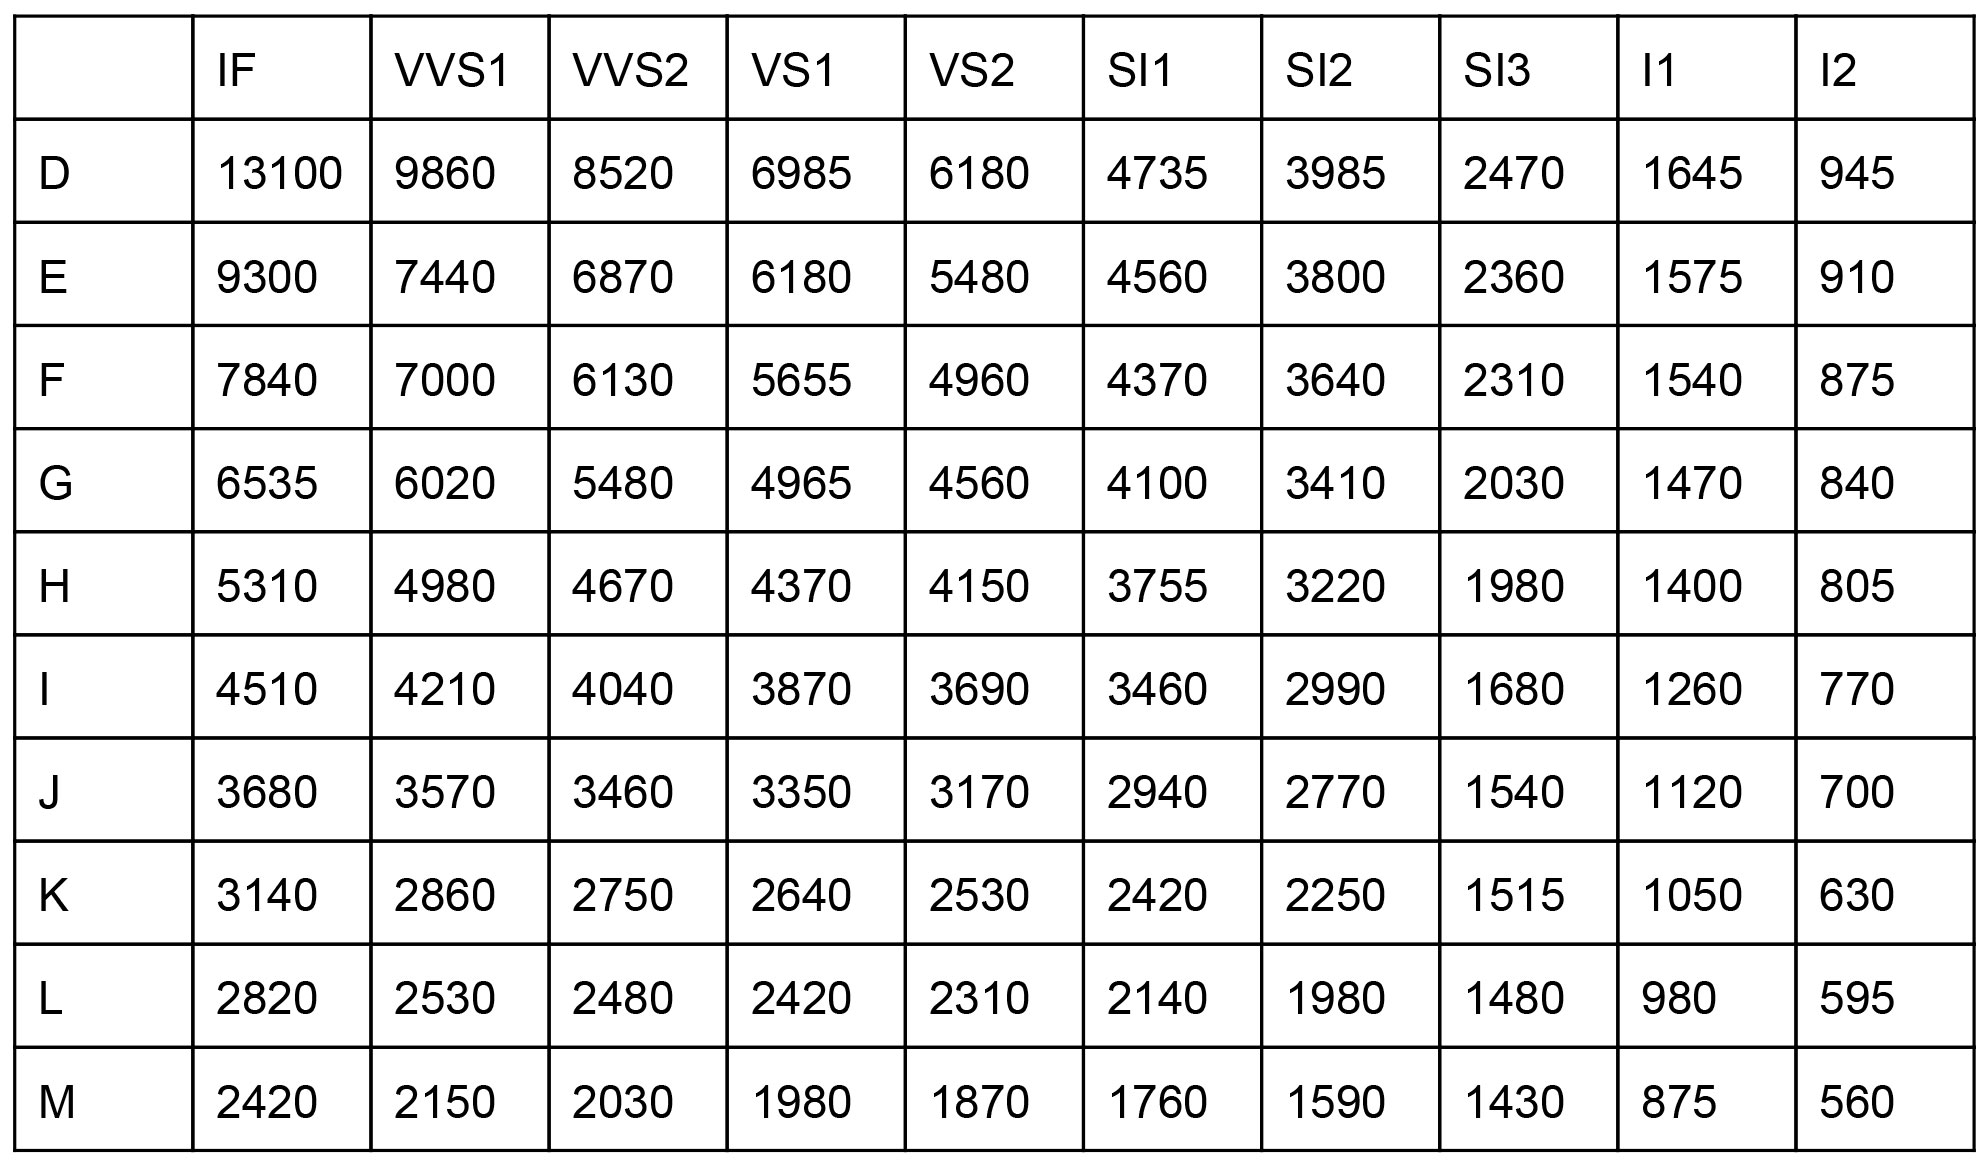 IF VVS1 VVS2 VS1 VS2 SI1 SI2 SI3 I1 I2
D 13100 9860 8520 6985 6180 4735 3985 2470 1645 945
E 9300 7440 6870 6180 5480 4560 3800 2360 1575 910
F 7840 7000 6130 5655 4960 4370 3640 2310 1540 875
G 6535 6020 5480 4965 4560 4100 3410 2030 1470 840
H 5310 4980 4670 4370 4150 3755 3220 1980 1400 805
I 4510 4210 4040 3870 3690 3460 2990 1680 1260 770
J 3680 3570 3460 3350 3170 2940 2770 1540 1120 700
K 3140 2860 2750 2640 2530 2420 2250 1515 1050 630
L 2820 2530 2480 2420 2310 2140 1980 1480 980 595
M 2420 2150 2030 1980 1870 1760 1590 1430 875 560